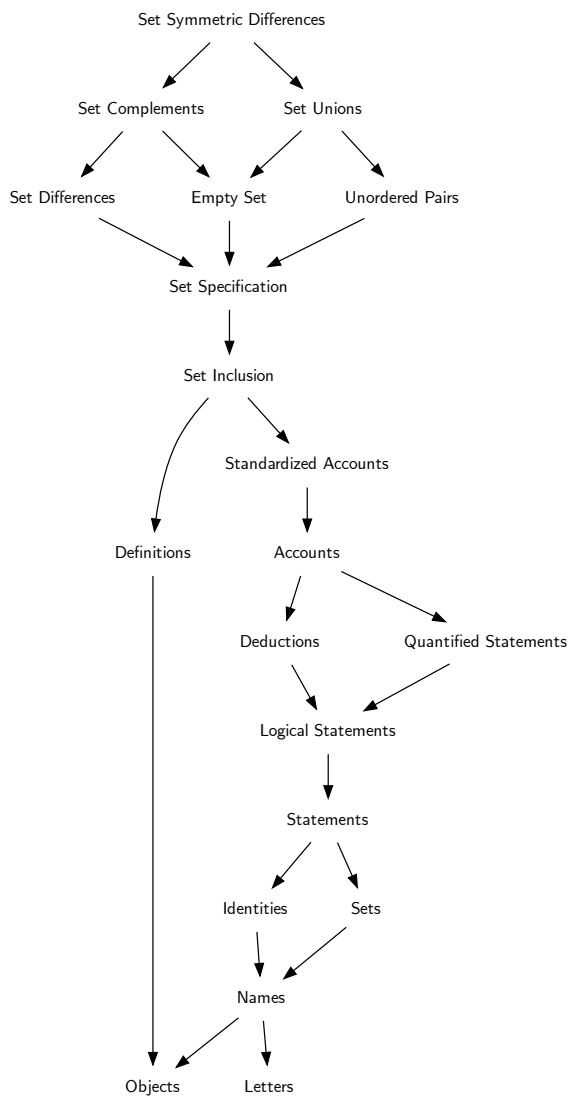 Set Symmetric Differences
Set Complements
Set Unions
Set Differences
Empty Set
Unordered Pairs
Set Specification
Set Inclusion
Standardized Accounts
Definitions
Accounts
Deductions
Quantified Statements
Logical Statements
Statements
Identities
Sets
Names
Objects
Letters